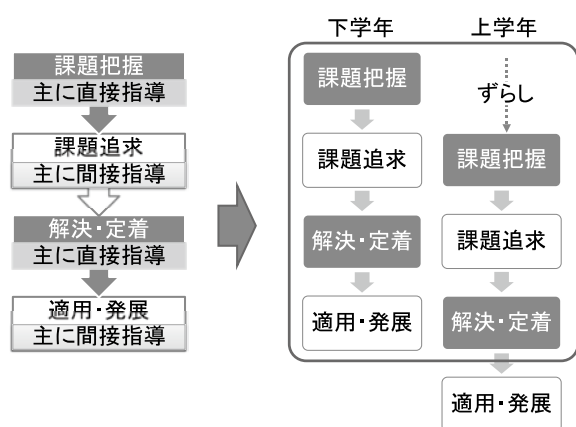 課題把握
主に直接指導
課題追求
主に間接指導
解決・定着
主に直接指導
適用・発展
主に間接指導
下学年
課題把握
課題追求
解決・定着
適用・発展
上学年
ずらし
課題把握
課題追求
解決・定着
適用・発展